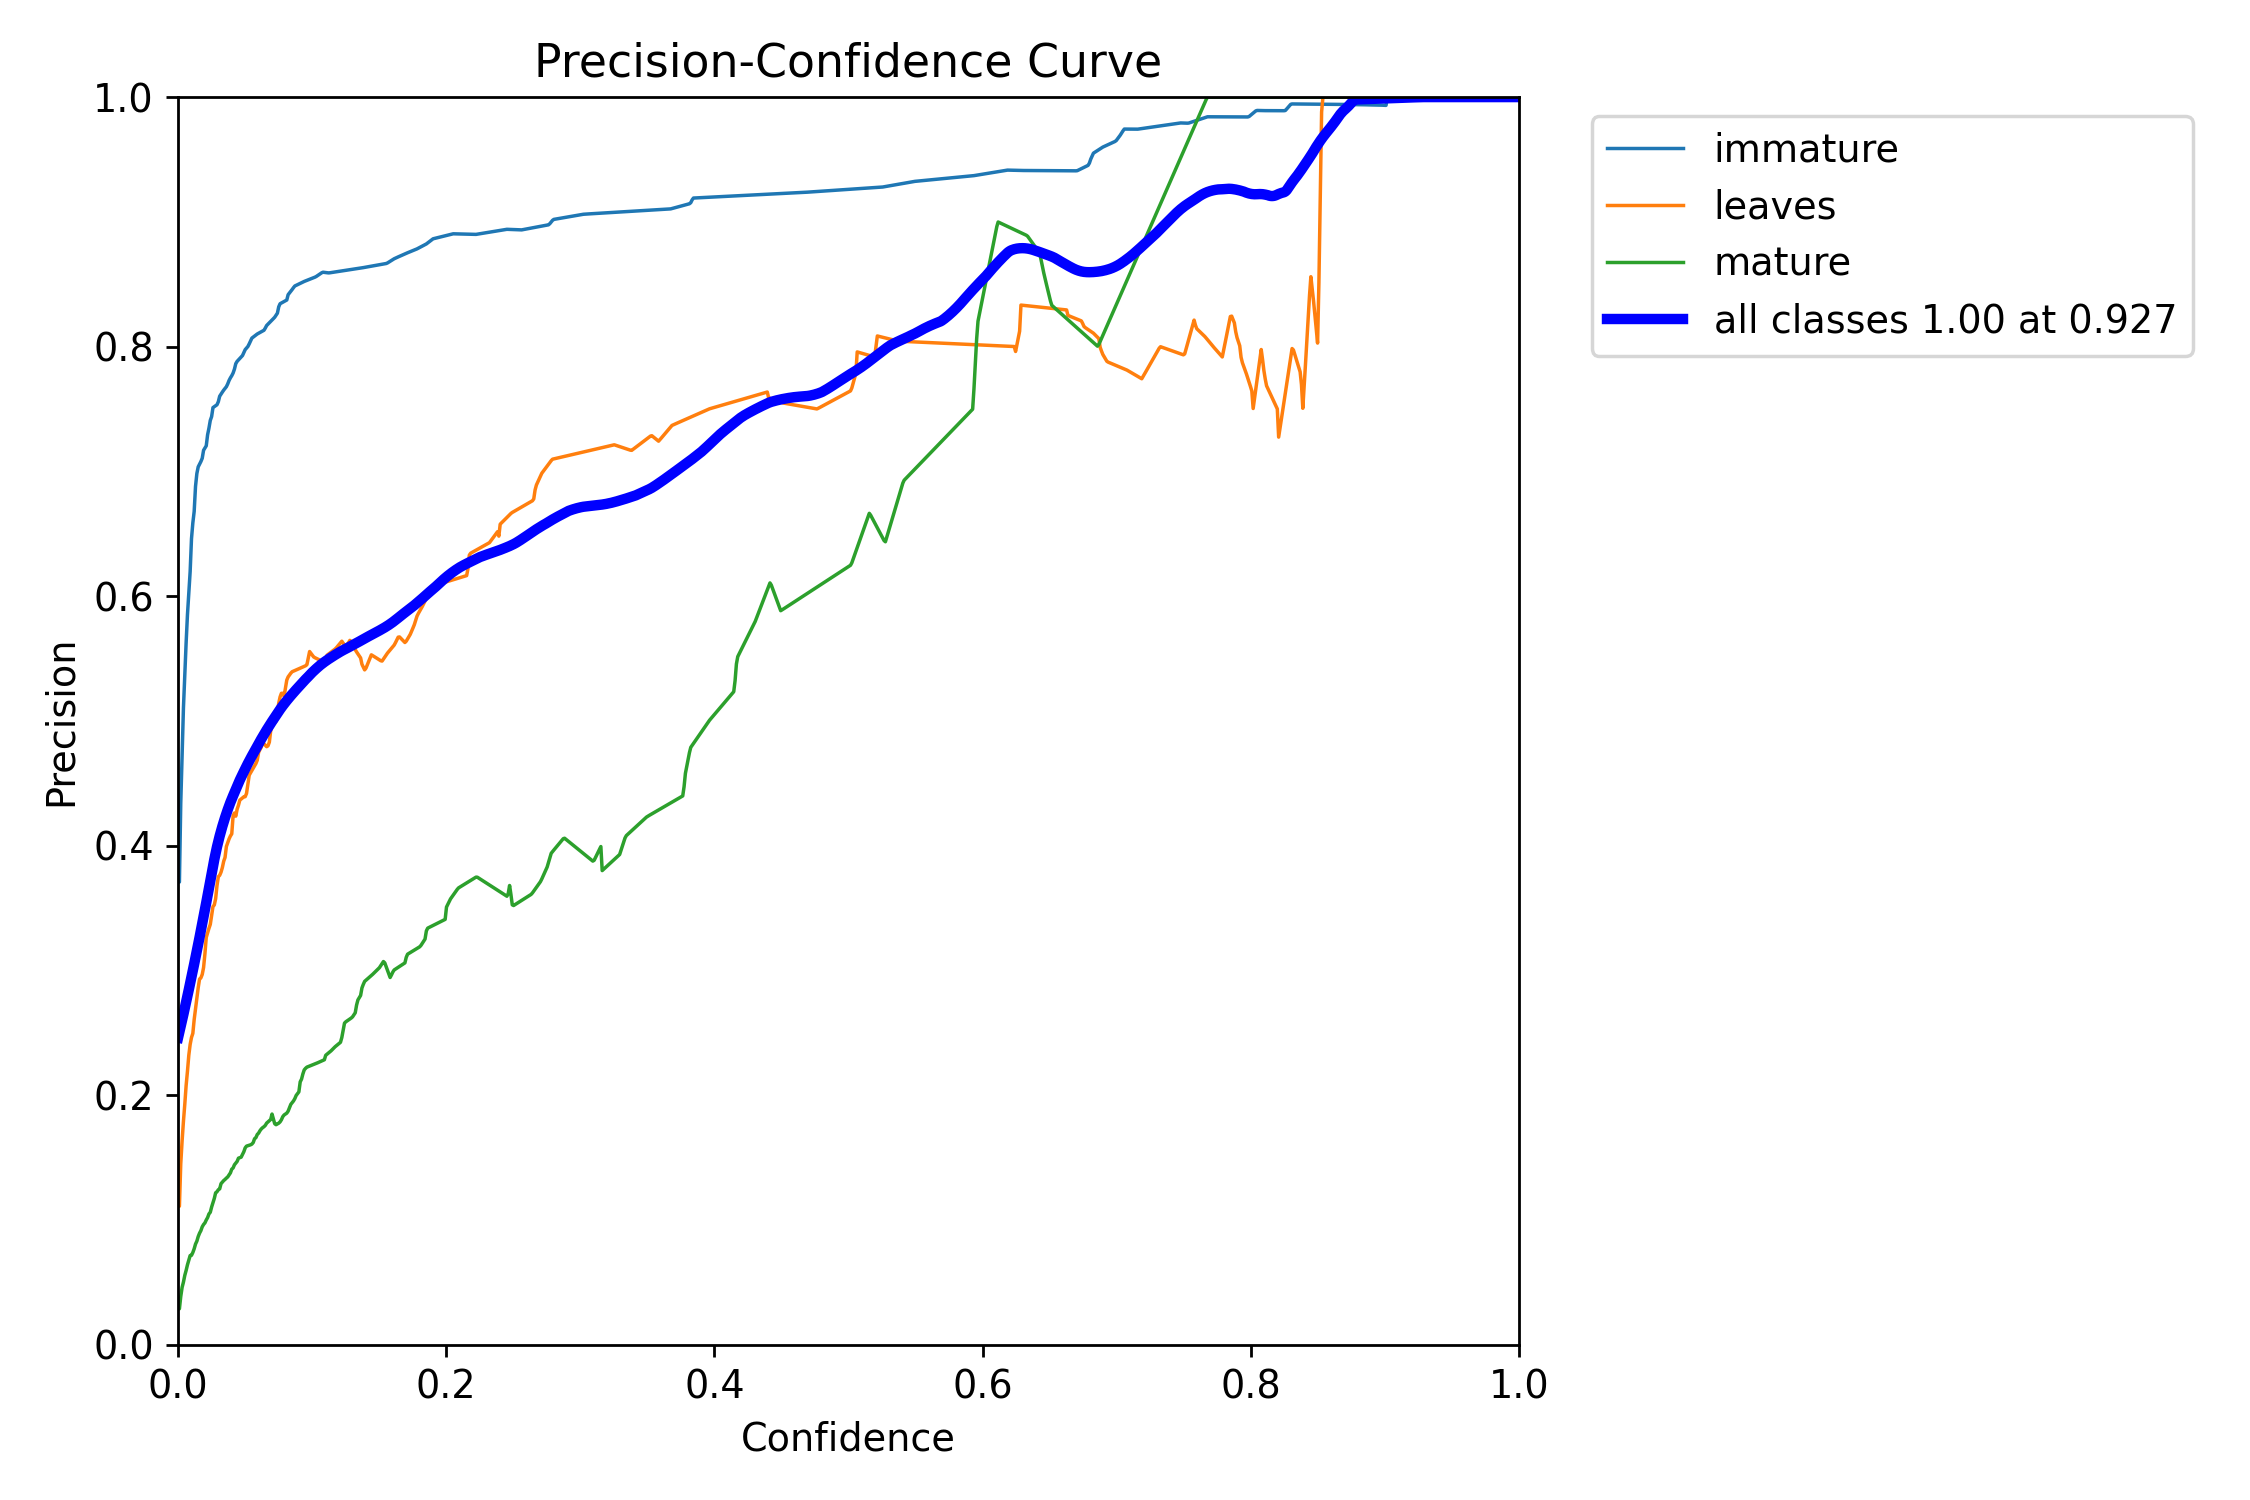 Precision-Confidence Curve
1.0
0.8
0.6
0.4
0.2
0.0
Precision
0.0 0.2 0.4 0.6 0.8 1.0
Confidence
immature
leaves
mature
all classes 1.00 at 0.927